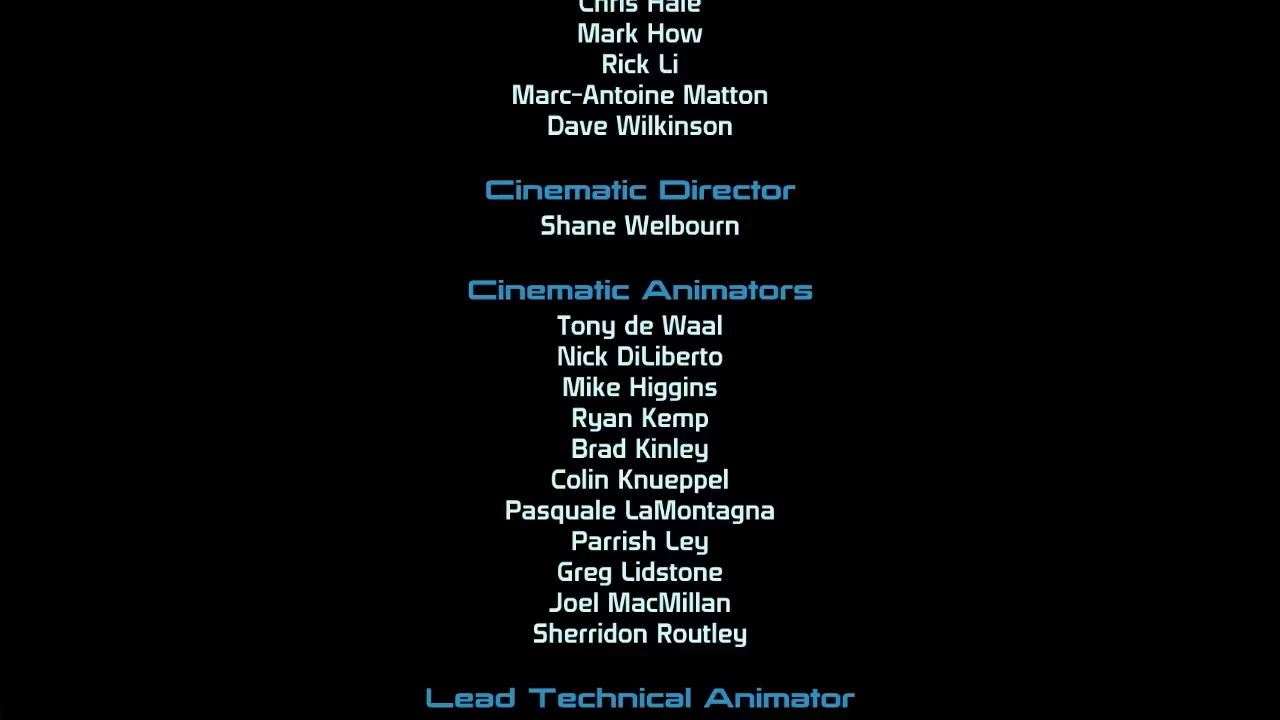 Chris Hale
Mark How
Rick Li
Marc-Antoine Matton
Dave Wilkinson
Cinematic Director
Shane Welbourn
Cinematic Animators
Tony de Waal
Nick DiLiberto
Mike Higgins
Ryan Kemp
Brad Kinley
Colin Knueppel
Pasquale LaMontagna
Parrish Ley
Greg Lidstone
Joel MacMillan
Sherridon Routley
Lead Technical Animator